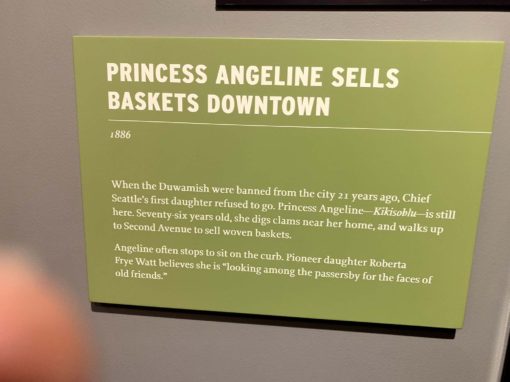 PRINCESS ANGELINE SELLS
BASKETS DOWNTOWN
1886
When the Duwamish were banned from the city 21 years ago, Chief
Seattle's first daughter refused to go. Princess Angeline—Kikisoblu—is still
here. Seventy-six years old, she digs clams near her home, and walks up
to Second Avenue to sell woven baskets.
Angeline often stops to sit on the curb. Pioneer daughter Roberta
Frye Watt believes she is "looking among the passersby for the faces of
old friends."